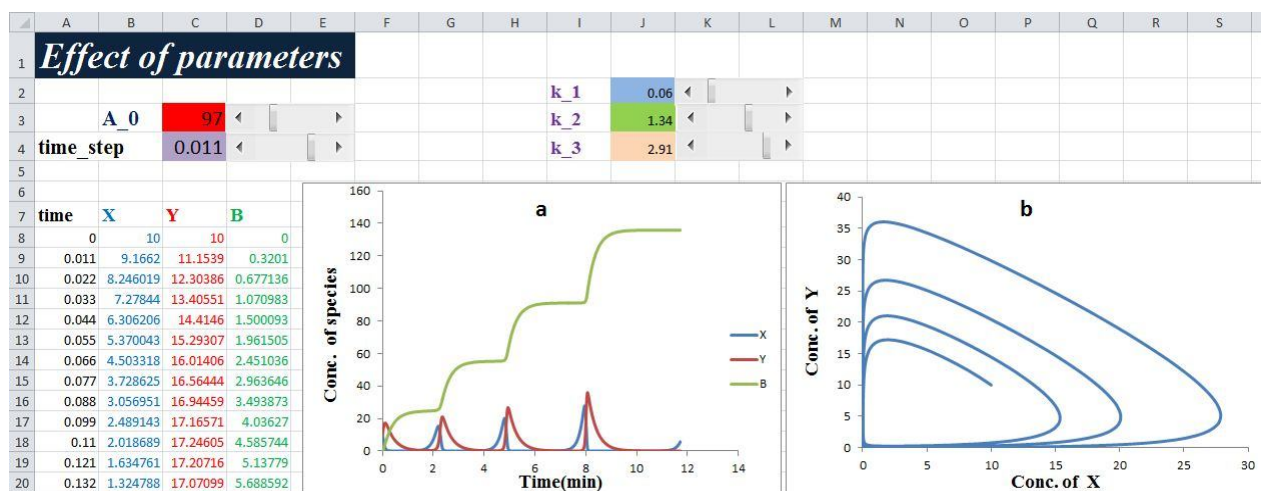 A B C D E F G H I J K L M N O P Q R S
1 Effect of parameters
2 k_1 0.06
3 A_0 97 k_2 1.34
4 time_step 0.011 k_3 2.91
5
6
7 time X Y B
8 0 10 10 0
9 0.011 9.1662 11.1539 0.3201
10 0.022 8.246019 12.30386 0.677136
11 0.033 7.27844 13.40551 1.070983
12 0.044 6.306206 14.4146 1.500093
13 0.055 5.370043 15.29307 1.961505
14 0.066 4.503318 16.01406 2.451036
15 0.077 3.728625 16.56444 2.963646
16 0.088 3.056951 16.94459 3.493873
17 0.099 2.489143 17.16571 4.03627
18 0.11 2.018689 17.24605 4.585744
19 0.121 1.634761 17.20716 5.13779
20 0.132 1.324788 17.07099 5.688592
a
Conc. of species
160
140
120
100
80
60
40
20
0
0 2 4 6 8 10 12 14
Time(min)
X
Y
B
b
Conc. of Y
40
35
30
25
20
15
10
5
0
0 5 10 15 20 25 30
Conc. of X